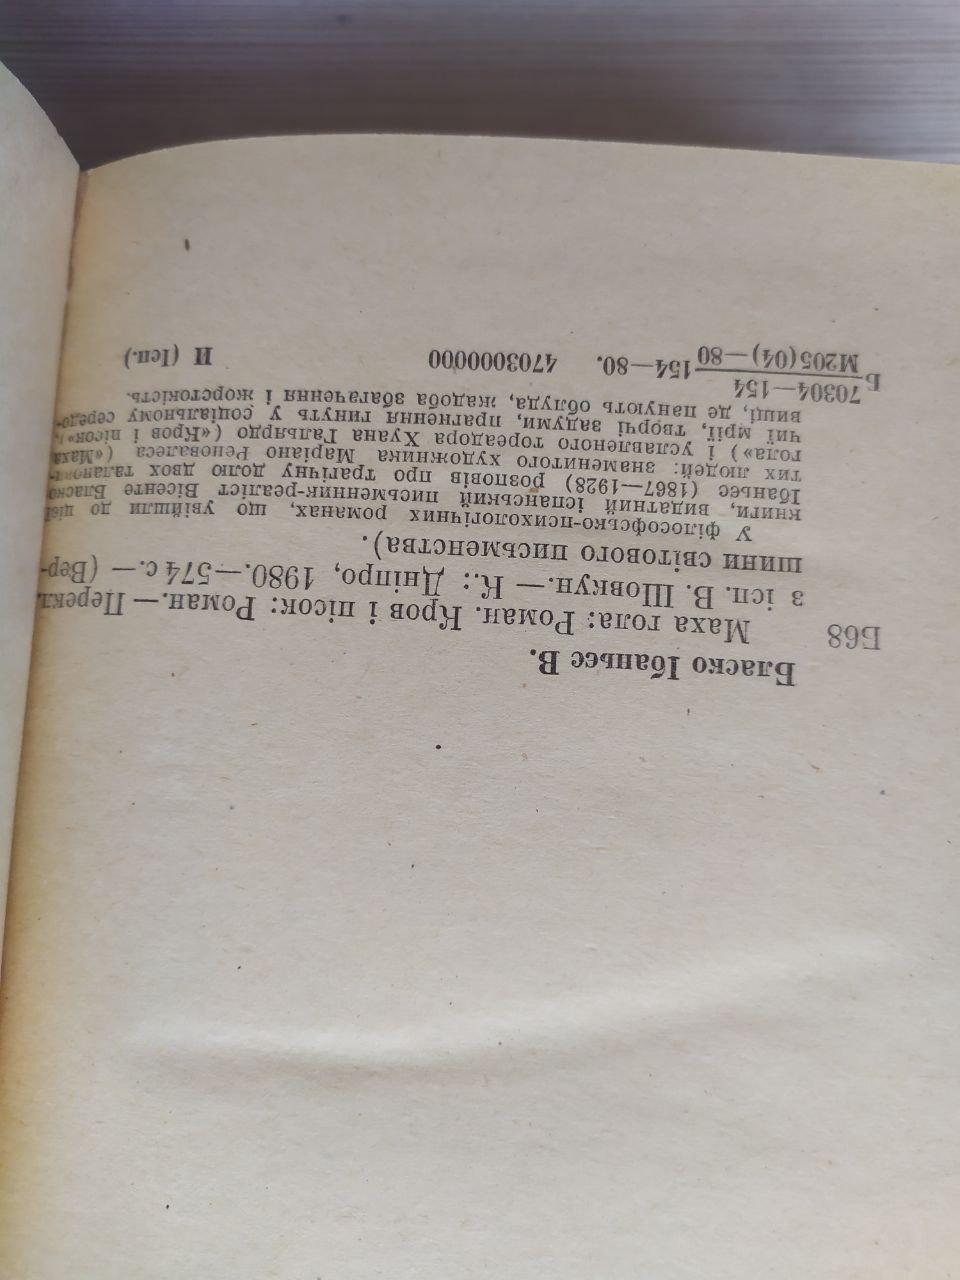 Бласко Ібаньєс В.
Б68 Маха гола: Роман. Кров і пісок: Роман.— Перекл.
з ісп. В. Шовкун.— К.: Дніпро, 1980.—574 с.— (Вер-
шини світового письменства).
У філософсько-психологічних романах, що увійшли до цієї
книги, видатний іспанський письменник-реаліст Вісенте Бласко
Ібаньєс (1867—1928) розповів про трагічну долю двох талановитих
тих людей: знаменитого художника Маріано Реновалеса («Маха
гола») і уславленого тореадора Хуана Гальярдо («Кров і пісок»),
чиї мрії, творчі задуми, прагнення гинуть у соціальному середо-
вищі, де панують облуда, жадоба збагачення і жорстокість.
Б 70304—154
М205(04)—80 154—80. 4703000000 И (Ісп.)